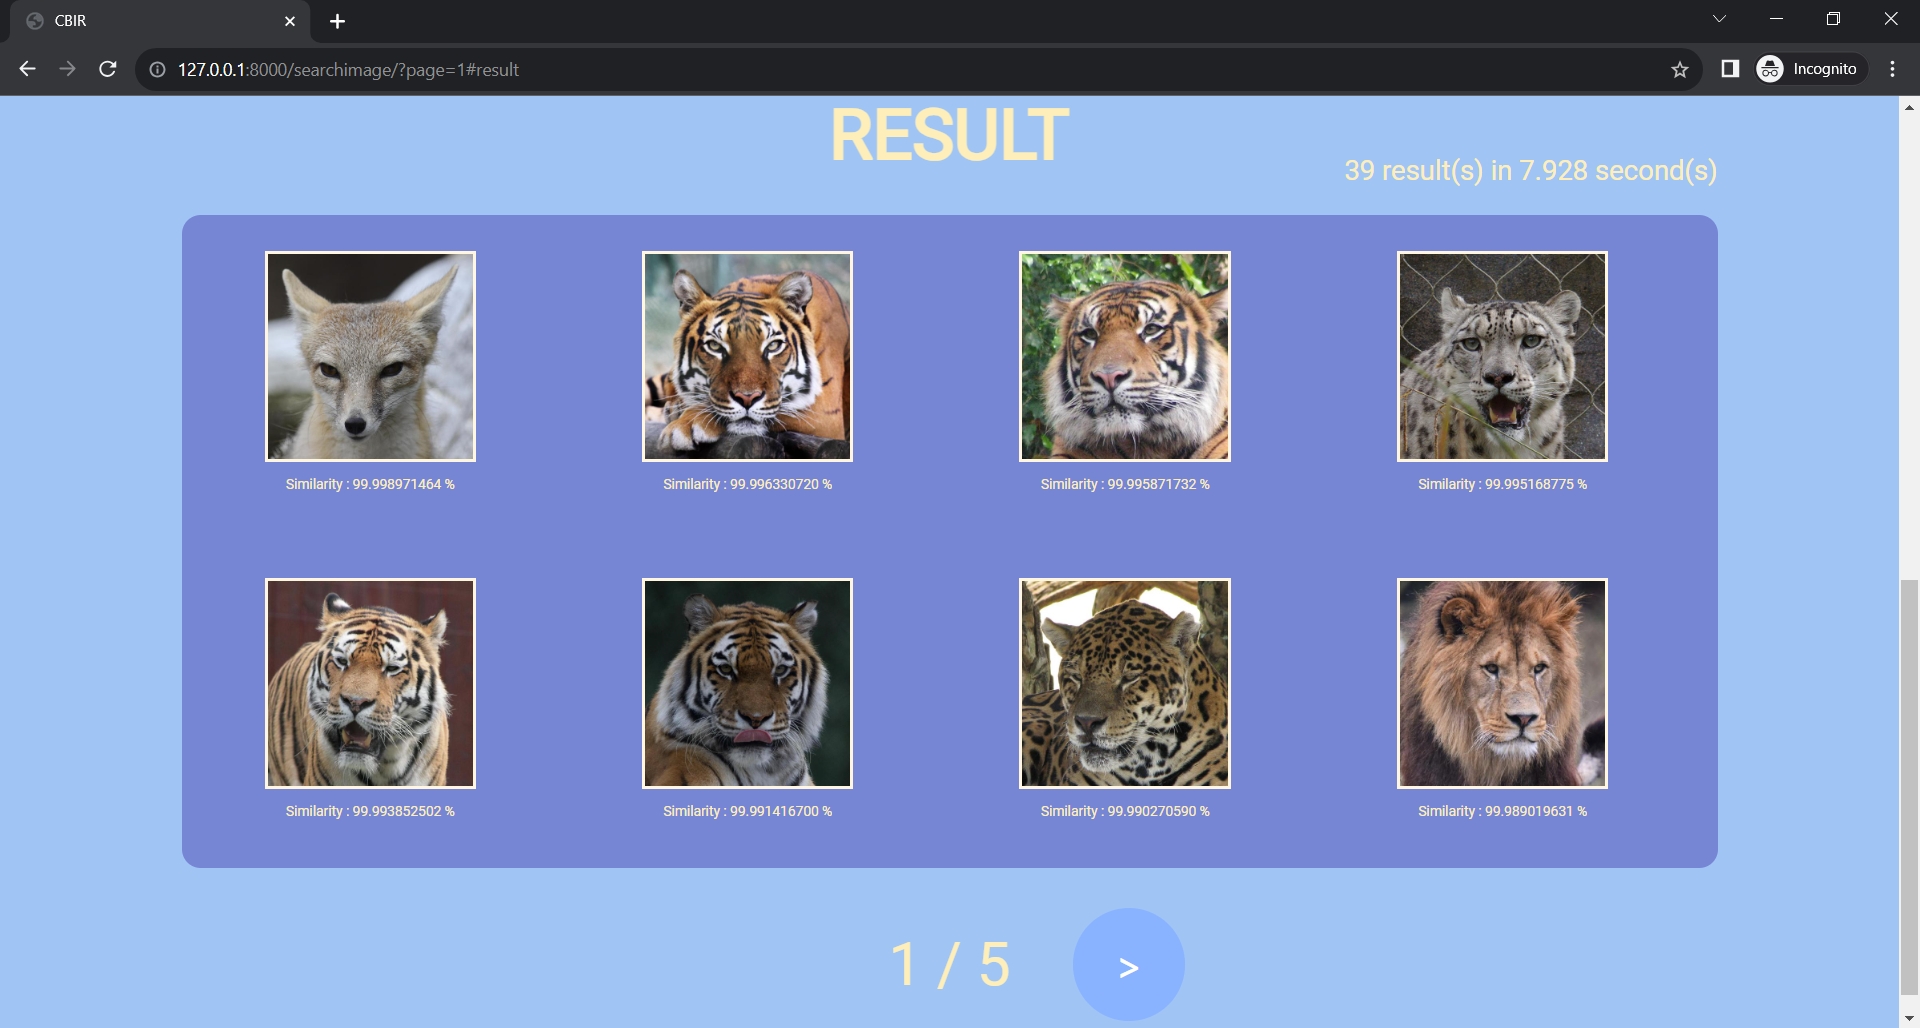 CBIR
127.0.0.1:8000/searchimage/?page=1#result
Incognito
RESULT
39 result(s) in 7.928 second(s)
Similarity : 99.998971464 %
Similarity : 99.996330720 %
Similarity : 99.995871732 %
Similarity : 99.995168775 %
Similarity : 99.993852502 %
Similarity : 99.991416700 %
Similarity : 99.990270590 %
Similarity : 99.989019631 %
1 / 5
>